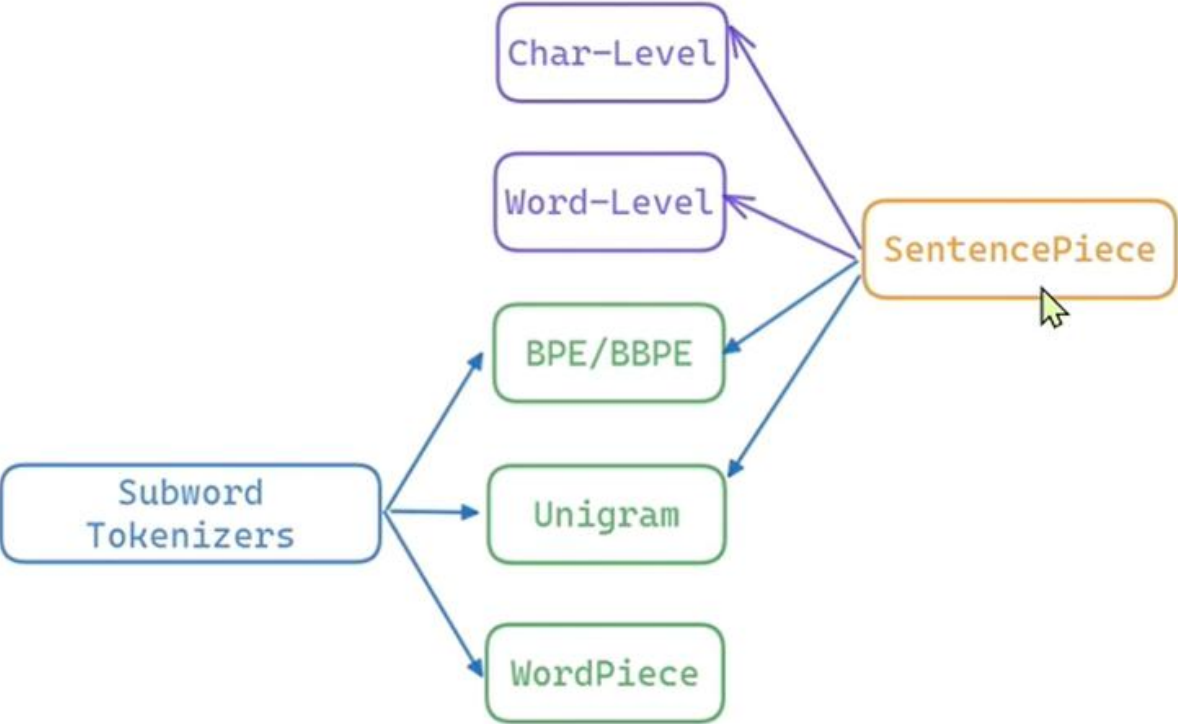 Char-Level
Word-Level
SentencePiece
BPE/BBPE
Subword
Tokenizers
Unigram
WordPiece